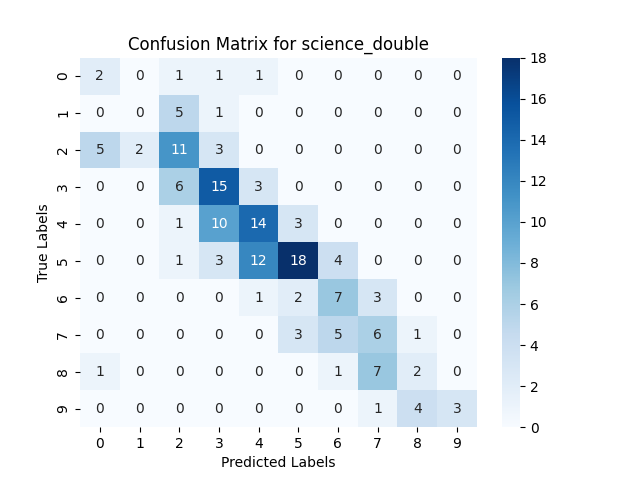 Confusion Matrix for science_double
0 2 0 1 1 1 0 0 0 0 0
1 0 0 5 1 0 0 0 0 0 0
2 5 2 11 3 0 0 0 0 0 0
3 0 0 6 15 3 0 0 0 0 0
4 0 0 1 10 14 3 0 0 0 0
5 0 0 1 3 12 18 4 0 0 0
6 0 0 0 0 1 2 7 3 0 0
7 0 0 0 0 0 3 5 6 1 0
8 1 0 0 0 0 0 1 7 2 0
9 0 0 0 0 0 0 0 1 4 3
0 1 2 3 4 5 6 7 8 9
Predicted Labels
True Labels
18
16
14
12
10
8
6
4
2
0